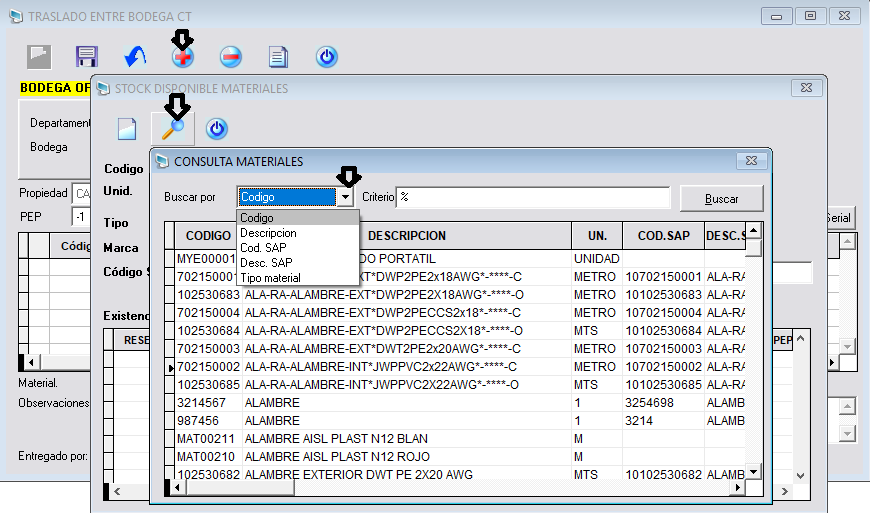 TRASLADO ENTRE BODEGA CT
BODEGA OF
STOCK DISPONIBLE MATERIALES
Departament
Bodega
CONSULTA MATERIALES
Codigo
Unid.
Buscar por
Codigo
Criterio
%
Buscar
Codigo
Descripcion
Cod. SAP
Desc. SAP
Tipo material
Propiedad
CA
PEP
-1
Tipo
Serial
Marca
Códig
Código S
Existenc
RESE
PEP
Material.
Observaciones
Entregado por:
CODIGO DESCRIPCION UN. COD.SAP DESC.S
MYE00001 DO PORTATIL UNIDAD
702150001 EXT*DWP2PE2x18AWG*-****-C METRO 10702150001 ALA-RA
102530683 ALA-RA-ALAMBRE-EXT*DWP2PE2X18AWG*-****-O METRO 10102530683 ALA-RA
702150004 ALA-RA-ALAMBRE-EXT*DWP2PECCS2x18*-****-C METRO 10702150004 ALA-RA
102530684 ALA-RA-ALAMBRE-EXT*DWP2PECCS2X18*-****-O MTS 10102530684 ALA-RA
702150003 ALA-RA-ALAMBRE-EXT*DWT2PE2x20AWG*-****-C METRO 10702150003 ALA-RA
702150002 ALA-RA-ALAMBRE-INT*JWPPVC2x22AWG*-****-C METRO 10702150002 ALA-RA
102530685 ALA-RA-ALAMBRE-INT*JWPPVC2X22AWG*-****-O MTS 10102530685 ALA-RA
3214567 ALAMBRE 1 3254698 ALAMB
987456 ALAMBRE 1 3214 ALAMB
MAT00211 ALAMBRE AISL PLAST N12 BLAN M
MAT00210 ALAMBRE AISL PLAST N12 ROJO M
102530682 ALAMBRE EXTERIOR DWT PE 2X20 AWG MTS 10102530682 ALAMB